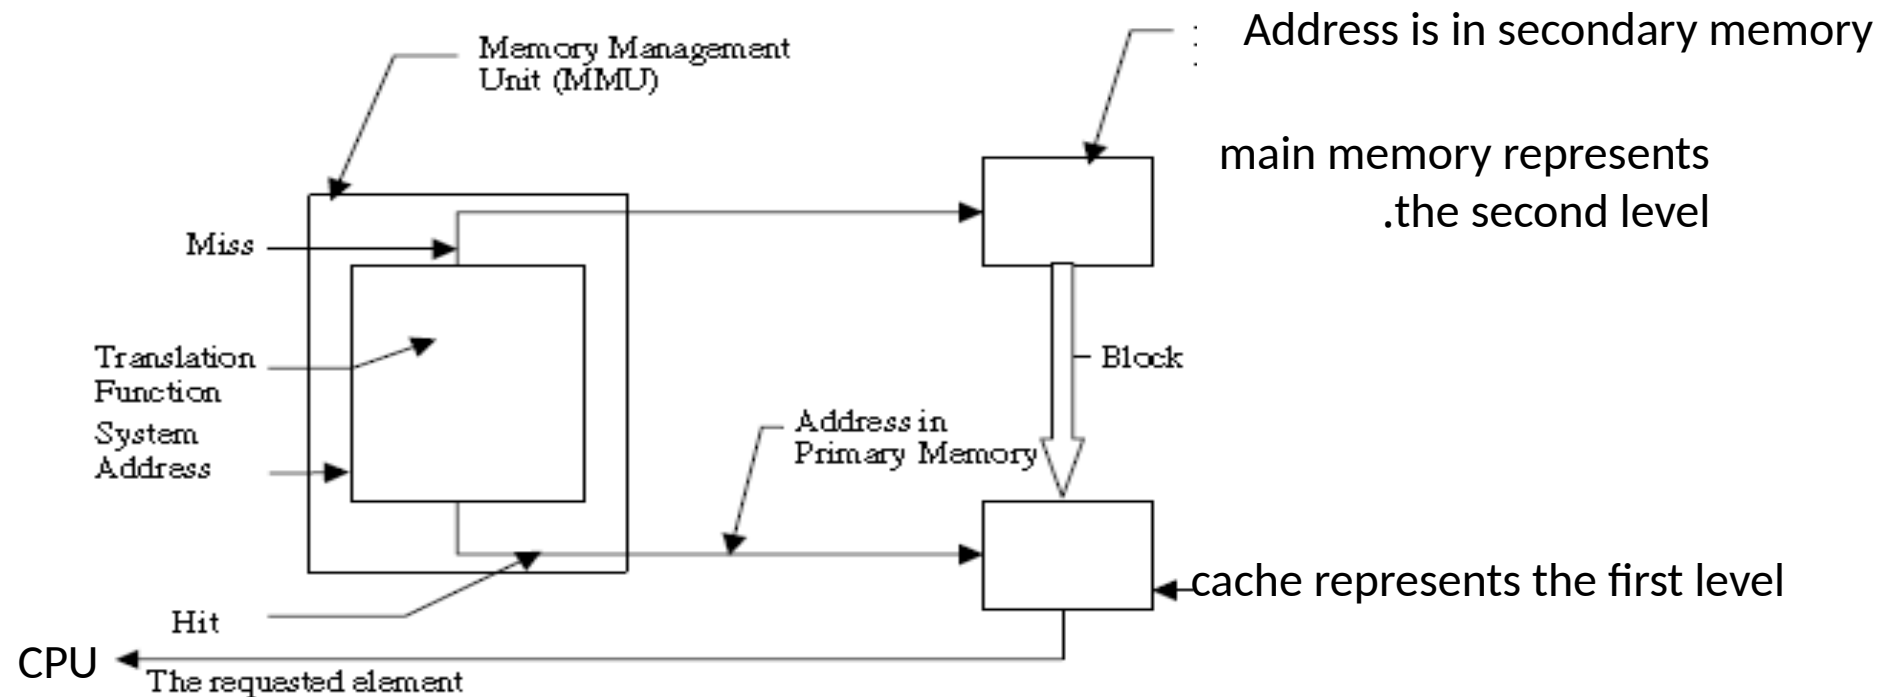 Memory Management
Unit (MMU)
Address is in secondary memory
main memory represents
.the second level
Miss
Translation
Function
System
Address
Block
Address in
Primary Memory
cache represents the first level
Hit
CPU
The requested element